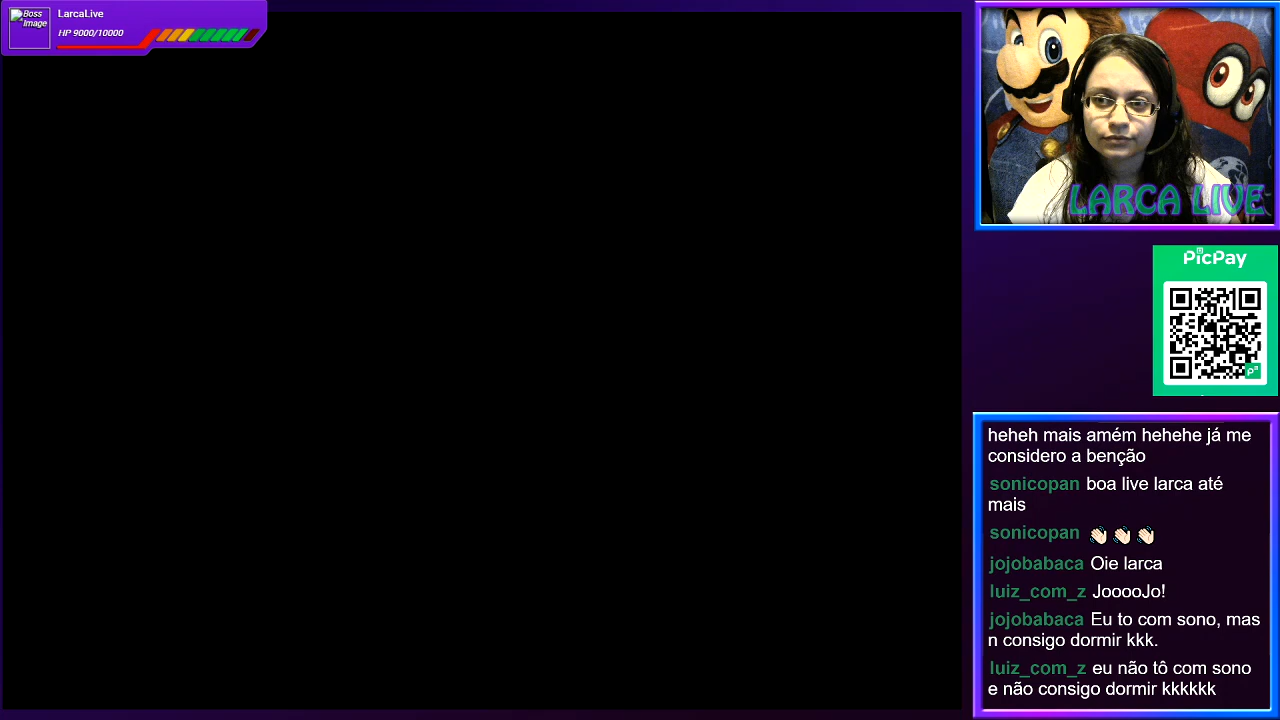 Boss
Image
LarcaLive
HP 9000/10000
LARCA LIVE
PicPay
heheh mais amém hehehe já me
considero a benção
sonicopan boa live larca até
mais
sonicopan 👋🏻👋🏻👋🏻
jojobabaca Oie larca
luiz_com_z JooooJo!
jojobabaca Eu to com sono, mas
n consigo dormir kkk.
luiz_com_z eu não tô com sono
e não consigo dormir kkkkkk